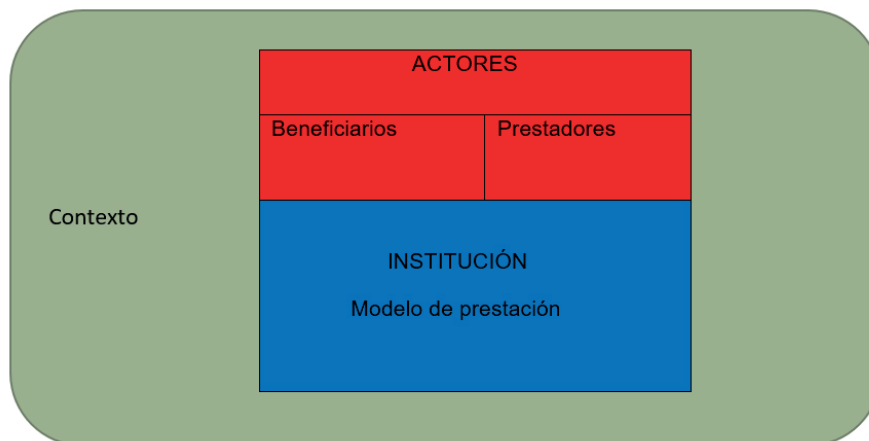 ACTORES
Beneficiarios
Prestadores
Contexto
INSTITUCIÓN
Modelo de prestación